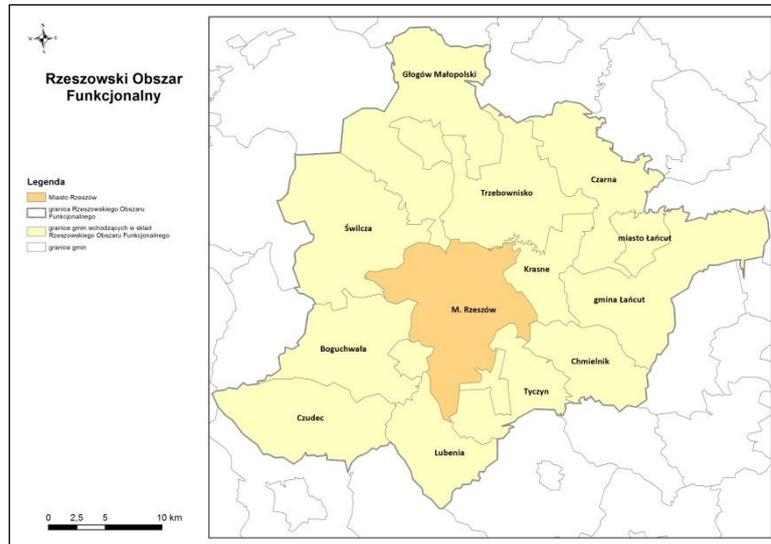 N
W E
S
Rzeszowski Obszar
Funkcjonalny
Legenda
Miasto Rzeszów
granica Rzeszowskiego Obszaru
Funkcjonalnego
granice gmin wchodzących w skład
Rzeszowskiego Obszaru Funkcjonalnego
granice gmin
0 2,5 5 10 km
Głogów Małopolski
Trzebownisko
Czarna
Świlcza
miasto Łańcut
Krasne
gmina Łańcut
M. Rzeszów
Boguchwała
Chmielnik
Tyczyn
Czudec
Lubenia